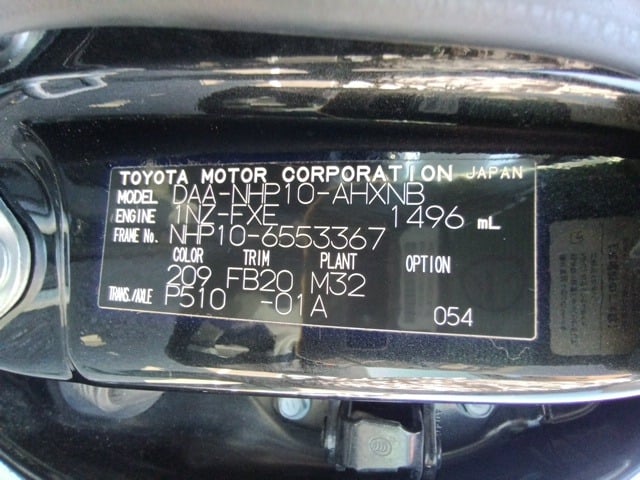 TOYOTA MOTOR CORPORATION JAPAN
MODEL DAA-NHP10-AHXNB
ENGINE 1NZ-FXE 1496 mL
FRAME No. NHP10-6553367
COLOR TRIM PLANT OPTION
209 FB20 M32
TRANS./AXLE P510 -01A
054